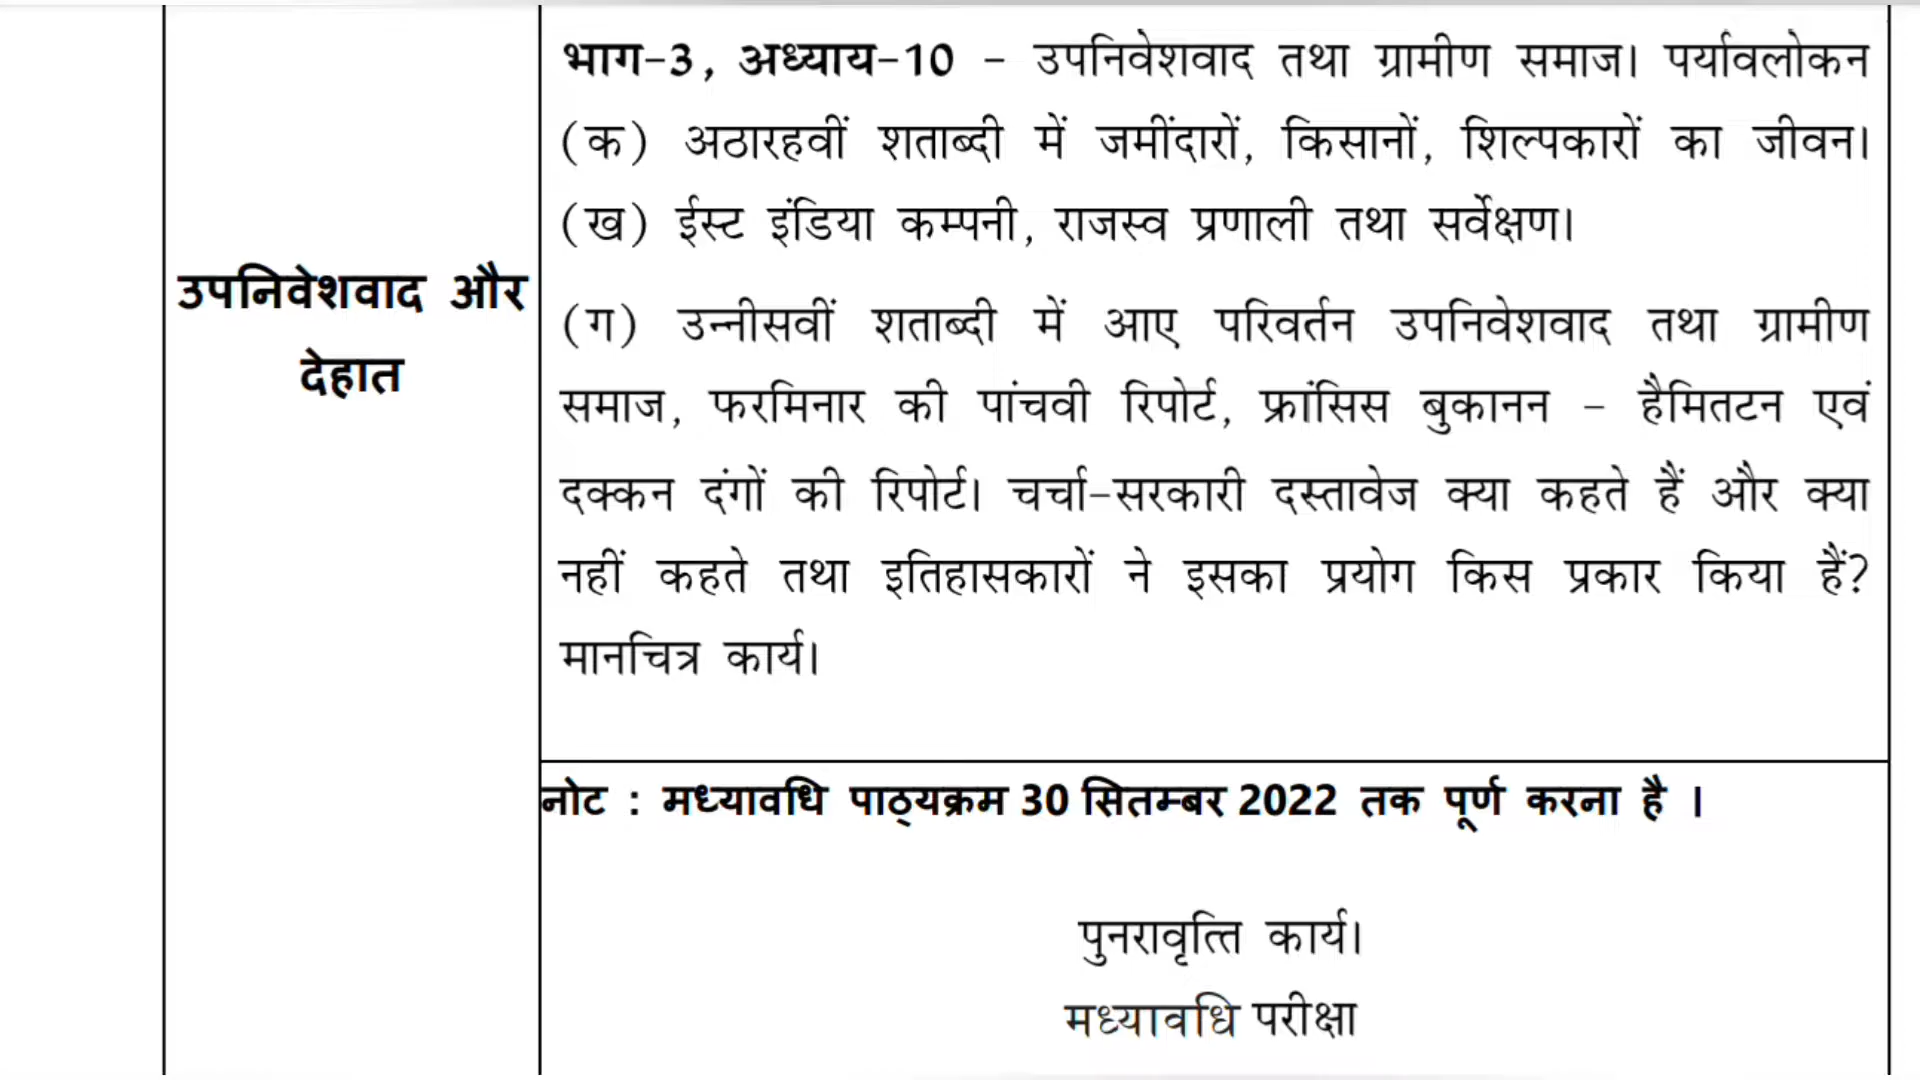 उपनिवेशवाद और
देहात
भाग-3, अध्याय-10 - उपनिवेशवाद तथा ग्रामीण समाज। पर्यावलोकन
(क) अठारहवीं शताब्दी में जमींदारों, किसानों, शिल्पकारों का जीवन।
(ख) ईस्ट इंडिया कम्पनी, राजस्व प्रणाली तथा सर्वेक्षण।
(ग) उन्नीसवीं शताब्दी में आए परिवर्तन उपनिवेशवाद तथा ग्रामीण
समाज, फरमिनार की पांचवी रिपोर्ट, फ्रांसिस बुकानन - हैमितटन एवं
दक्कन दंगों की रिपोर्ट। चर्चा-सरकारी दस्तावेज क्या कहते हैं और क्या
नहीं कहते तथा इतिहासकारों ने इसका प्रयोग किस प्रकार किया हैं?
मानचित्र कार्य।
नोट : मध्यावधि पाठ्यक्रम 30 सितम्बर 2022 तक पूर्ण करना है ।
पुनरावृत्ति कार्य।
मध्यावधि परीक्षा